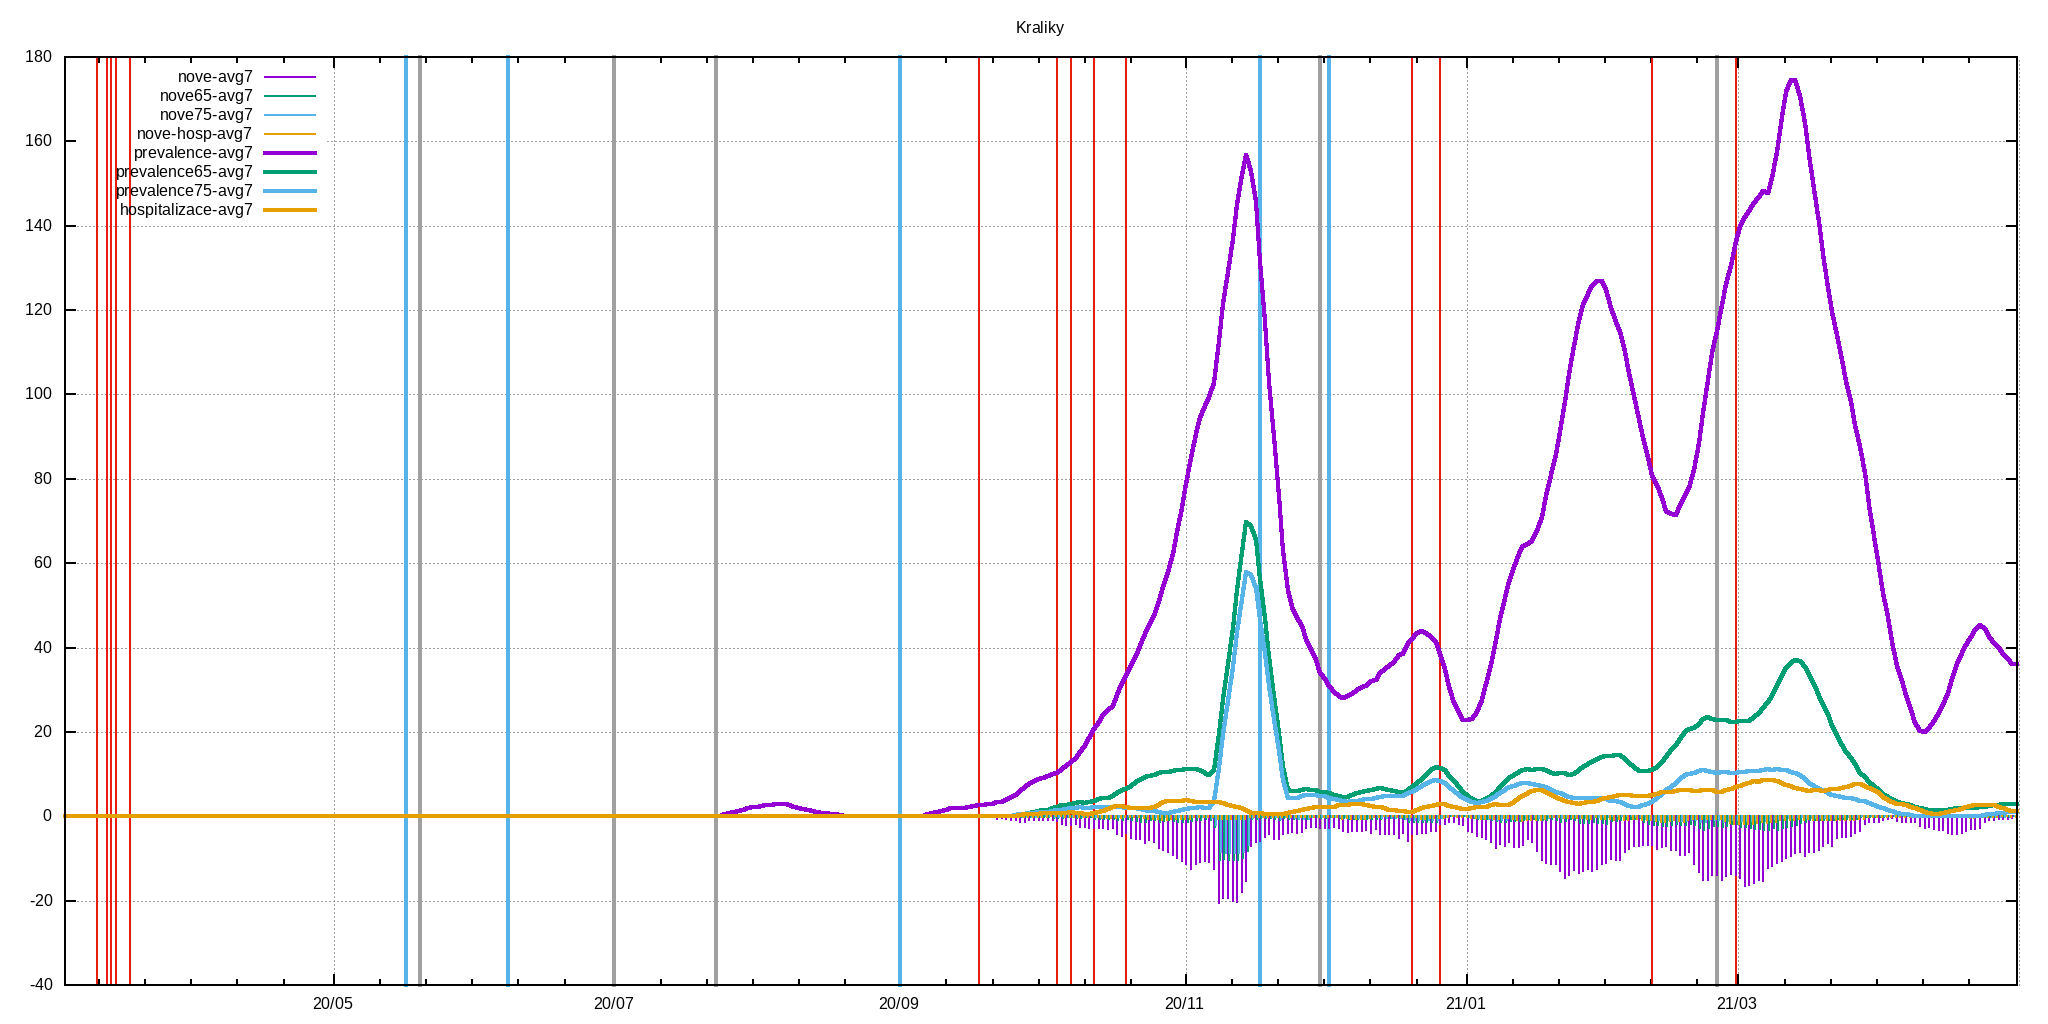 Kraliky
180
160
140
120
100
80
60
40
20
0
-20
-40
nove-avg7
nove65-avg7
nove75-avg7
nove-hosp-avg7
prevalence-avg7
prevalence65-avg7
prevalence75-avg7
hospitalizace-avg7
20/05 20/07 20/09 20/11 21/01 21/03